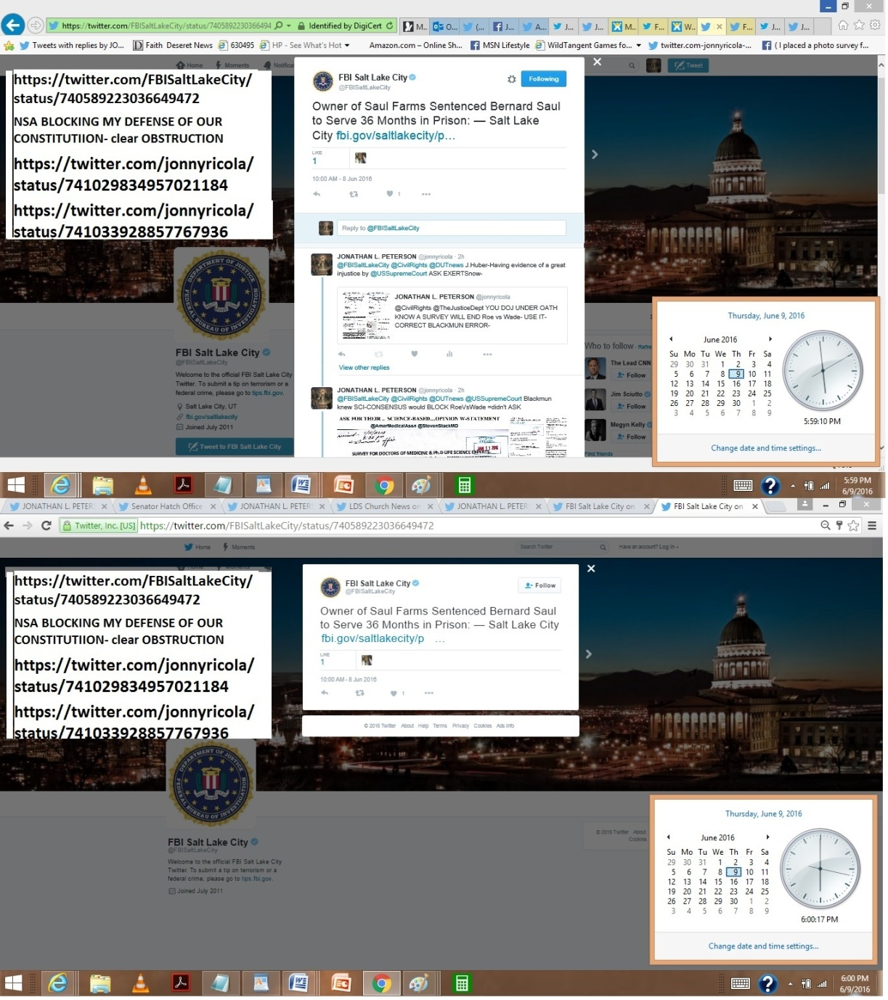 https://twitter.com/FBISaltLakeCity/status/7405892230366494
Identified by DigiCert
M..
O...
(...
J...
A...
J...
J...
M..
F...
W..
F...
J...
J...
Tweets with replies by JO...
Faith Deseret News
630495
HP - See What's Hot
Amazon.com – Online Sh...
MSN Lifestyle
WildTangent Games fo...
twitter.com-jonnyricola-...
( I placed a photo survey f...
Home
Moments
Notificat
Tweet
https://twitter.com/FBISaltLakeCity/
status/740589223036649472
NSA BLOCKING MY DEFENSE OF OUR
CONSTITUTIION- clear OBSTRUCTION
https://twitter.com/jonnyricola/
status/741029834957021184
https://twitter.com/jonnyricola/
status/741033928857767936
FBI Salt Lake City
@FBISaltLakeCity
Following
Owner of Saul Farms Sentenced Bernard Saul
to Serve 36 Months in Prison: — Salt Lake
City fbi.gov/saltlakecity/p...
LIKE
1
10:00 AM - 8 Jun 2016
1
Reply to @FBISaltLakeCity
JONATHAN L. PETERSON @jonnyricola · 2h
@FBISaltLakeCity @CivilRights @DUTnews J.Huber-Having evidence of a great
injustice by @USSupremeCourt ASK EXERTSnow-
JONATHAN L. PETERSON @jonnyricola
@CivilRights @TheJusticeDept YOU DOJ UNDER OATH
KNOW A SURVEY WILL END Roe vs Wade- USE IT-
CORRECT BLACKMUN ERROR-
View other replies
JONATHAN L. PETERSON @jonnyricola · 2h
@FBISaltLakeCity @CivilRights @DUTnews @USSupremeCourt Blackmun
knew SCI-CONSENSUS would BLOCK RoeVsWade =didn't ASK
ASK FOR THEIR .. SCIENCE-BASED...OPINION W-STATEMENT
@AmerMedicalAssn @StevenStackMD
SURVEY FOR DOCTORS OF MEDICINE & PH.D LIFE SCIENCE EXPERTS
DEPARTMENT OF JUSTICE
FEDERAL BUREAU OF INVESTIGATION
FBI Salt Lake City
@FBISaltLakeCity
Welcome to the official FBI Salt Lake City
Twitter. To submit a tip on terrorism or a
federal crime, please go to tips.fbi.gov.
Salt Lake City, UT
fbi.gov/saltlakecity
Joined July 2011
Tweet to FBI Salt Lake City
Who to follow · Refre
The Lead CNN
Follow
Jim Sciutto
Follow
Megyn Kelly
Follow
Find friends
Thursday, June 9, 2016
June 2016
Su Mo Tu We Th Fr Sa
29 30 31 1 2 3 4
5 6 7 8 9 10 11
12 13 14 15 16 17 18
19 20 21 22 23 24 25
26 27 28 29 30 1 2
3 4 5 6 7 8 9
5:59:10 PM
Change date and time settings...
5:59 PM
6/9/2016
JONATHAN L. PETERS
Senator Hatch Office
JONATHAN L. PETERS
LDS Church News on
JONATHAN L. PETERS
FBI Salt Lake City on
FBI Salt Lake City on
Twitter, Inc. [US]
https://twitter.com/FBISaltLakeCity/status/740589223036649472
Home
Moments
Search Twitter
Have an account? Log in
https://twitter.com/FBISaltLakeCity/
status/740589223036649472
NSA BLOCKING MY DEFENSE OF OUR
CONSTITUTIION- clear OBSTRUCTION
https://twitter.com/jonnyricola/
status/741029834957021184
https://twitter.com/jonnyricola/
status/741033928857767936
FBI Salt Lake City
@FBISaltLakeCity
Follow
Owner of Saul Farms Sentenced Bernard Saul
to Serve 36 Months in Prison: — Salt Lake City
fbi.gov/saltlakecity/p ...
LIKE
1
10:00 AM - 8 Jun 2016
1
© 2016 Twitter About Help Terms Privacy Cookies Ads info
DEPARTMENT OF JUSTICE
FEDERAL BUREAU OF INVESTIGATION
FBI Salt Lake City
@FBISaltLakeCity
Welcome to the official FBI Salt Lake City
Twitter. To submit a tip on terrorism or a
federal crime, please go to tips.fbi.gov.
Joined July 2011
© 2016 Twitter About
Cookies
Thursday, June 9, 2016
June 2016
Su Mo Tu We Th Fr Sa
29 30 31 1 2 3 4
5 6 7 8 9 10 11
12 13 14 15 16 17 18
19 20 21 22 23 24 25
26 27 28 29 30 1 2
3 4 5 6 7 8 9
6:00:17 PM
Change date and time settings...
6:00 PM
6/9/2016